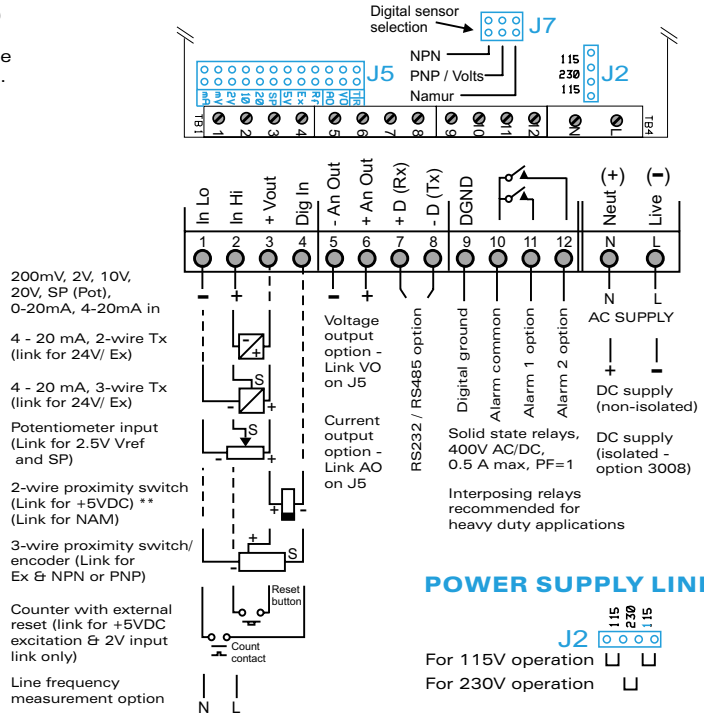 e
.
Digital sensor
selection
J7
NPN
PNP / Volts
Namur
115
230
115
J2
J5
mA mV 2V 10 20 SP 5V Ex Rf AO VO TR
TB1 1 2 3 4 5 6 7 8 9 10 11 12 N L TB4
In Lo
In Hi
+ Vout
Dig In
- An Out
+ An Out
+ D (Rx)
- D (Tx)
DGND
Neut (+)
Live (-)
1 2 3 4 5 6 7 8 9 10 11 12 N L
- +
- +
N L
AC SUPPLY
+ -
DC supply
(non-isolated)
DC supply
(isolated -
option 3008)
200mV, 2V, 10V,
20V, SP (Pot),
0-20mA, 4-20mA in
4 - 20 mA, 2-wire Tx
(link for 24V/ Ex)
- +
4 - 20 mA, 3-wire Tx
(link for 24V/ Ex)
S
- +
Potentiometer input
(Link for 2.5V Vref
and SP)
S
- +
2-wire proximity switch
(Link for +5VDC) **
(Link for NAM)
+ -
3-wire proximity switch/
encoder (Link for
Ex & NPN or PNP)
+
- S
Counter with external
reset (link for +5VDC
excitation & 2V input
link only)
Reset
button
Count
contact
Line frequency
measurement option
N L
Voltage
output
option -
Link VO
on J5
Current
output
option -
Link AO
on J5
RS232 / RS485 option
Digital ground
Alarm common
Alarm 1 option
Alarm 2 option
Solid state relays,
400V AC/DC,
0.5 A max, PF=1
Interposing relays
recommended for
heavy duty applications
POWER SUPPLY LIN
115
230
115
J2
For 115V operation
For 230V operation